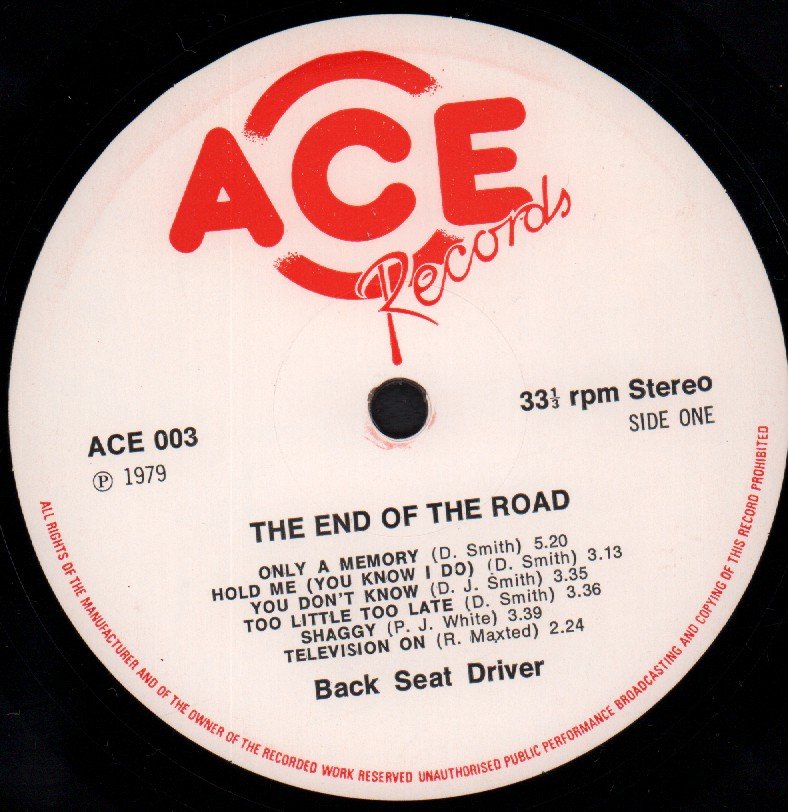 ACE
Records
33⅓ rpm Stereo
SIDE ONE
ACE 003
Ⓟ 1979
THE END OF THE ROAD
ONLY A MEMORY (D. Smith) 5.20
HOLD ME (YOU KNOW I DO) (D. Smith) 3.13
YOU DON'T KNOW (D. J. Smith) 3.35
TOO LITTLE TOO LATE (D. Smith) 3.36
SHAGGY (P. J. White) 3.39
TELEVISION ON (R. Maxted) 2.24
Back Seat Driver
ALL RIGHTS OF THE MANUFACTURER AND OF THE OWNER OF THE RECORDED WORK RESERVED UNAUTHORISED PUBLIC PERFORMANCE BROADCASTING AND COPYING OF THIS RECORD PROHIBITED